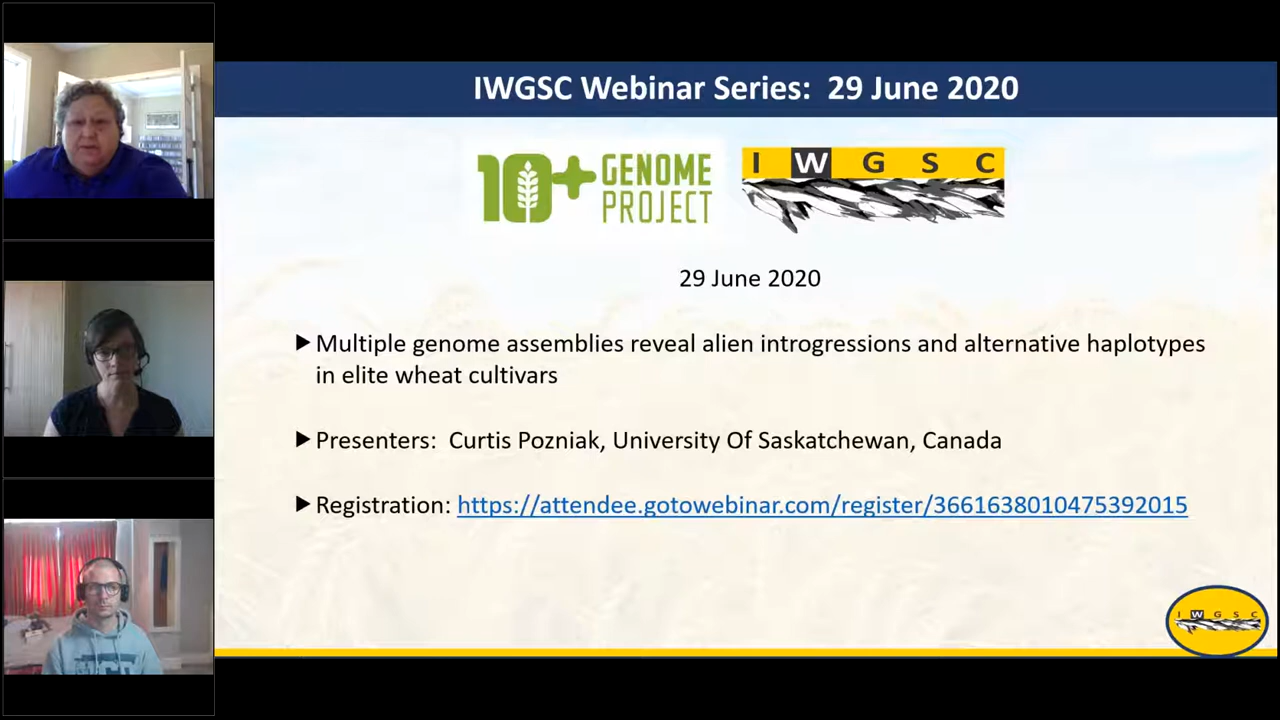 IWGSC Webinar Series: 29 June 2020
10+ GENOME
PROJECT
I W G S C
29 June 2020
Multiple genome assemblies reveal alien introgressions and alternative haplotypes
in elite wheat cultivars
Presenters: Curtis Pozniak, University Of Saskatchewan, Canada
Registration: https://attendee.gotowebinar.com/register/3661638010475392015
I W G S C